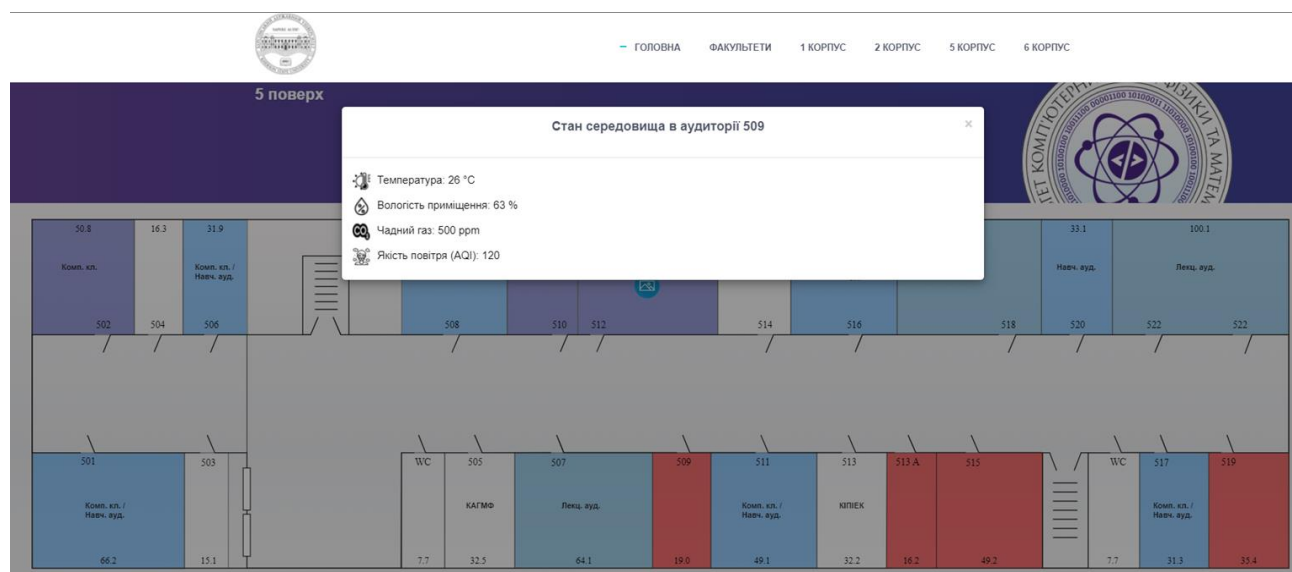 ГОЛОВНА ФАКУЛЬТЕТИ 1 КОРПУС 2 КОРПУС 5 КОРПУС 6 КОРПУС
5 поверх
Стан середовища в аудиторії 509 ×
Температура: 26 °C
Вологість приміщення: 63 %
CO₂ Чадний газ: 500 ppm
Якість повітря (AQI): 120
50.8 16.3 31.9 33.1 100.1
Комп. кл. Комп. кл. / Навч. ауд. Навч. ауд. Лекц. ауд.
502 504 506 508 510 512 514 516 518 520 522 522
501 503 WC 505 507 509 511 513 513 А 515 WC 517 519
Комп. кл. / Навч. ауд. КАГМФ Лекц. ауд. Комп. кл. / Навч. ауд. КІПІЕК Комп. кл. / Навч. ауд.
66.2 15.1 7.7 32.5 64.1 19.0 49.1 32.2 16.2 49.2 7.7 31.3 35.4